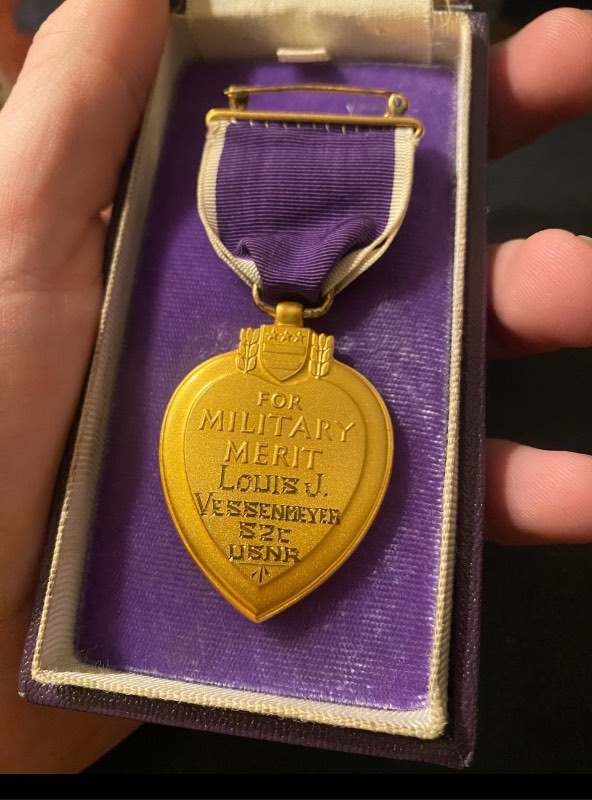 FOR
MILITARY
MERIT
LOUIS J.
VESSENMEYER
S2C
USNR